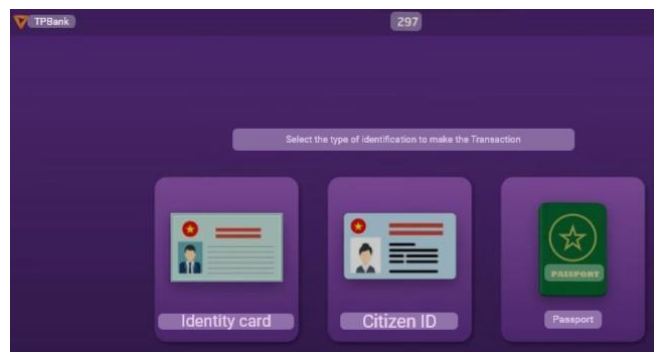 TPBank
297
Select the type of identification to make the Transaction
PASSPORT
Identity card
Citizen ID
Passport